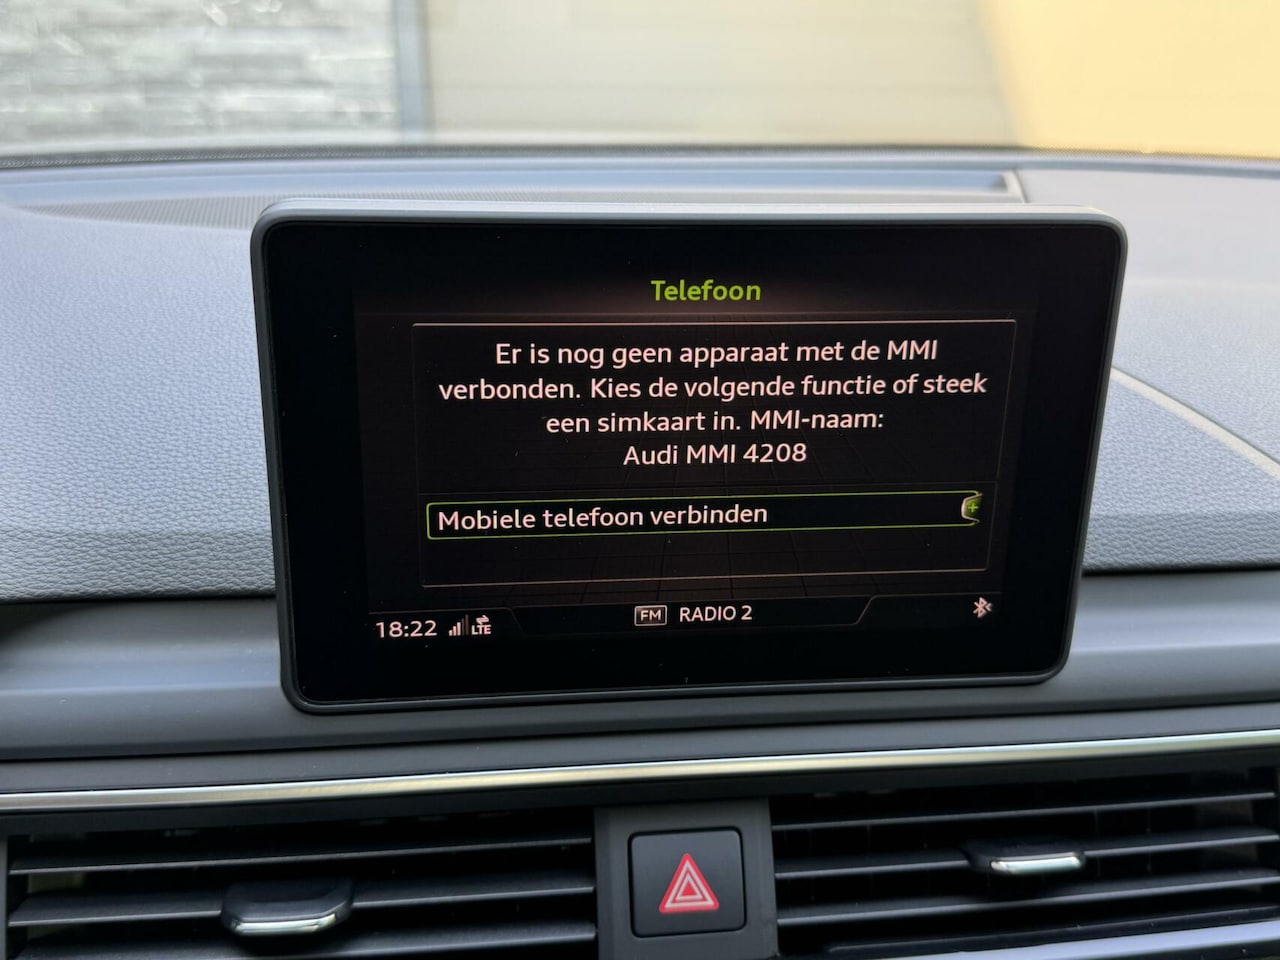 Telefoon
Er is nog geen apparaat met de MMI
verbonden. Kies de volgende functie of steek
een simkaart in. MMI-naam:
Audi MMI 4208
Mobiele telefoon verbinden
18:22 LTE
FM RADIO 2